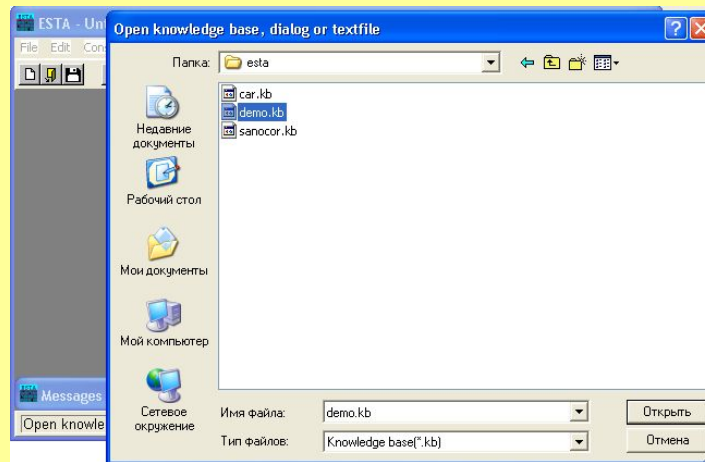 ESTA - Un
Open knowledge base, dialog or textfile
File Edit Con
Папка:
esta
car.kb
demo.kb
sanocor.kb
Недавние
документы
Рабочий стол
Мои документы
Мой компьютер
Сетевое
окружение
Имя файла:
demo.kb
Открыть
Тип файлов:
Knowledge base(*.kb)
Отмена
Messages
Open knowle